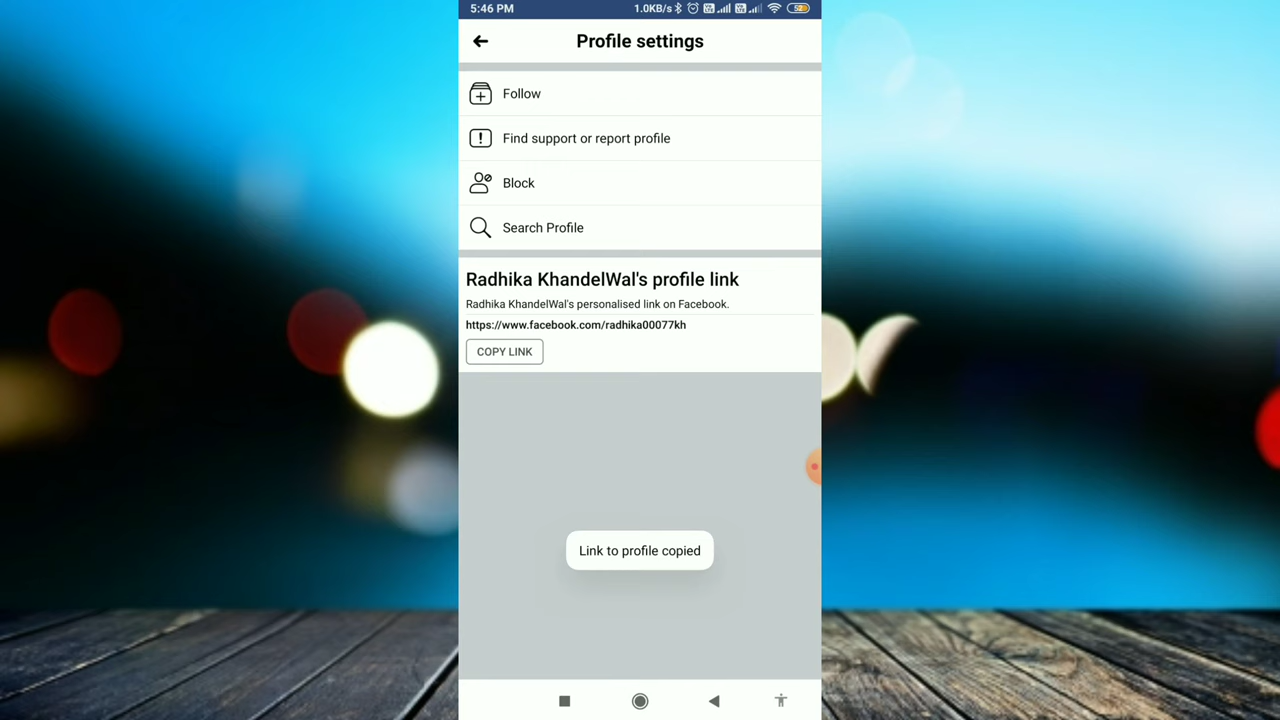 5:46 PM
1.0KB/s
52
Profile settings
Follow
Find support or report profile
Block
Search Profile
Radhika KhandelWal's profile link
Radhika KhandelWal's personalised link on Facebook.
https://www.facebook.com/radhika00077kh
COPY LINK
Link to profile copied